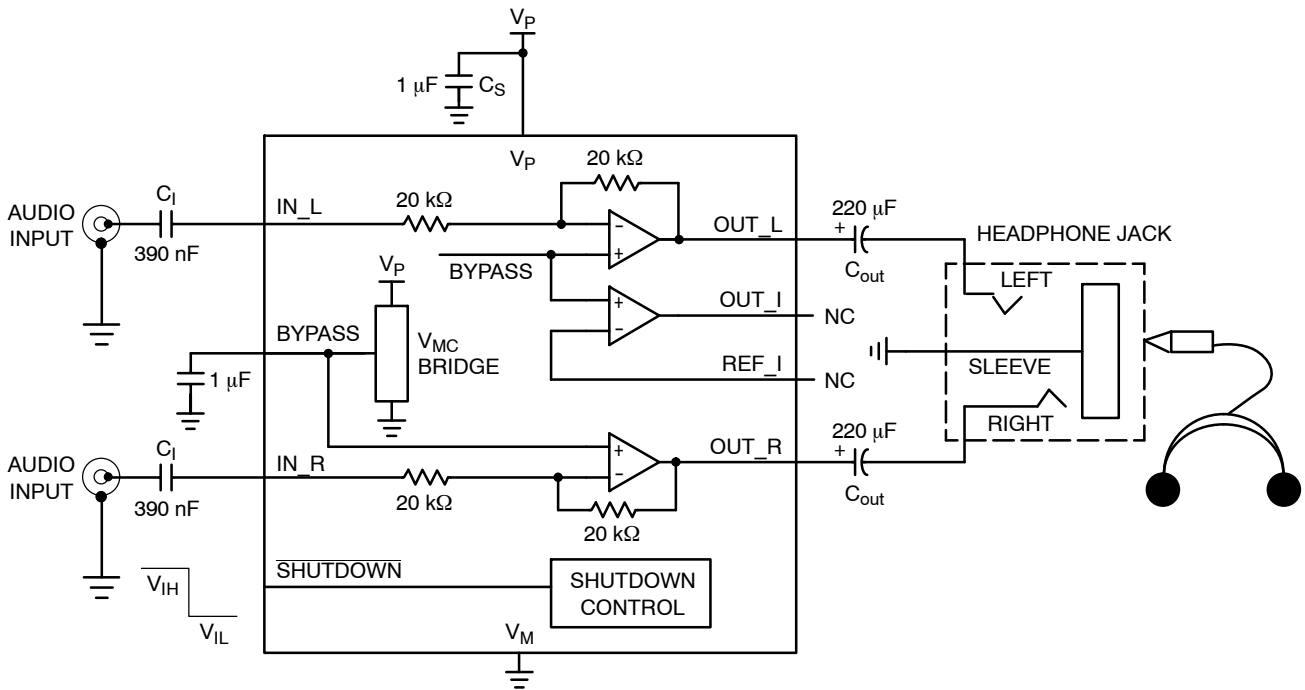 V_P
1 μF
C_S
V_P
20 kΩ
AUDIO
INPUT
C_I
390 nF
IN_L
20 kΩ
−
+
OUT_L
220 μF
+
C_out
HEADPHONE JACK
LEFT
BYPASS
V_P
+
−
OUT_I
NC
BYPASS
V_MC
BRIDGE
1 μF
REF_I
NC
SLEEVE
RIGHT
AUDIO
INPUT
C_I
390 nF
IN_R
20 kΩ
+
−
20 kΩ
OUT_R
220 μF
+
C_out
SHUTDOWN
SHUTDOWN
CONTROL
V_IH
V_IL
V_M